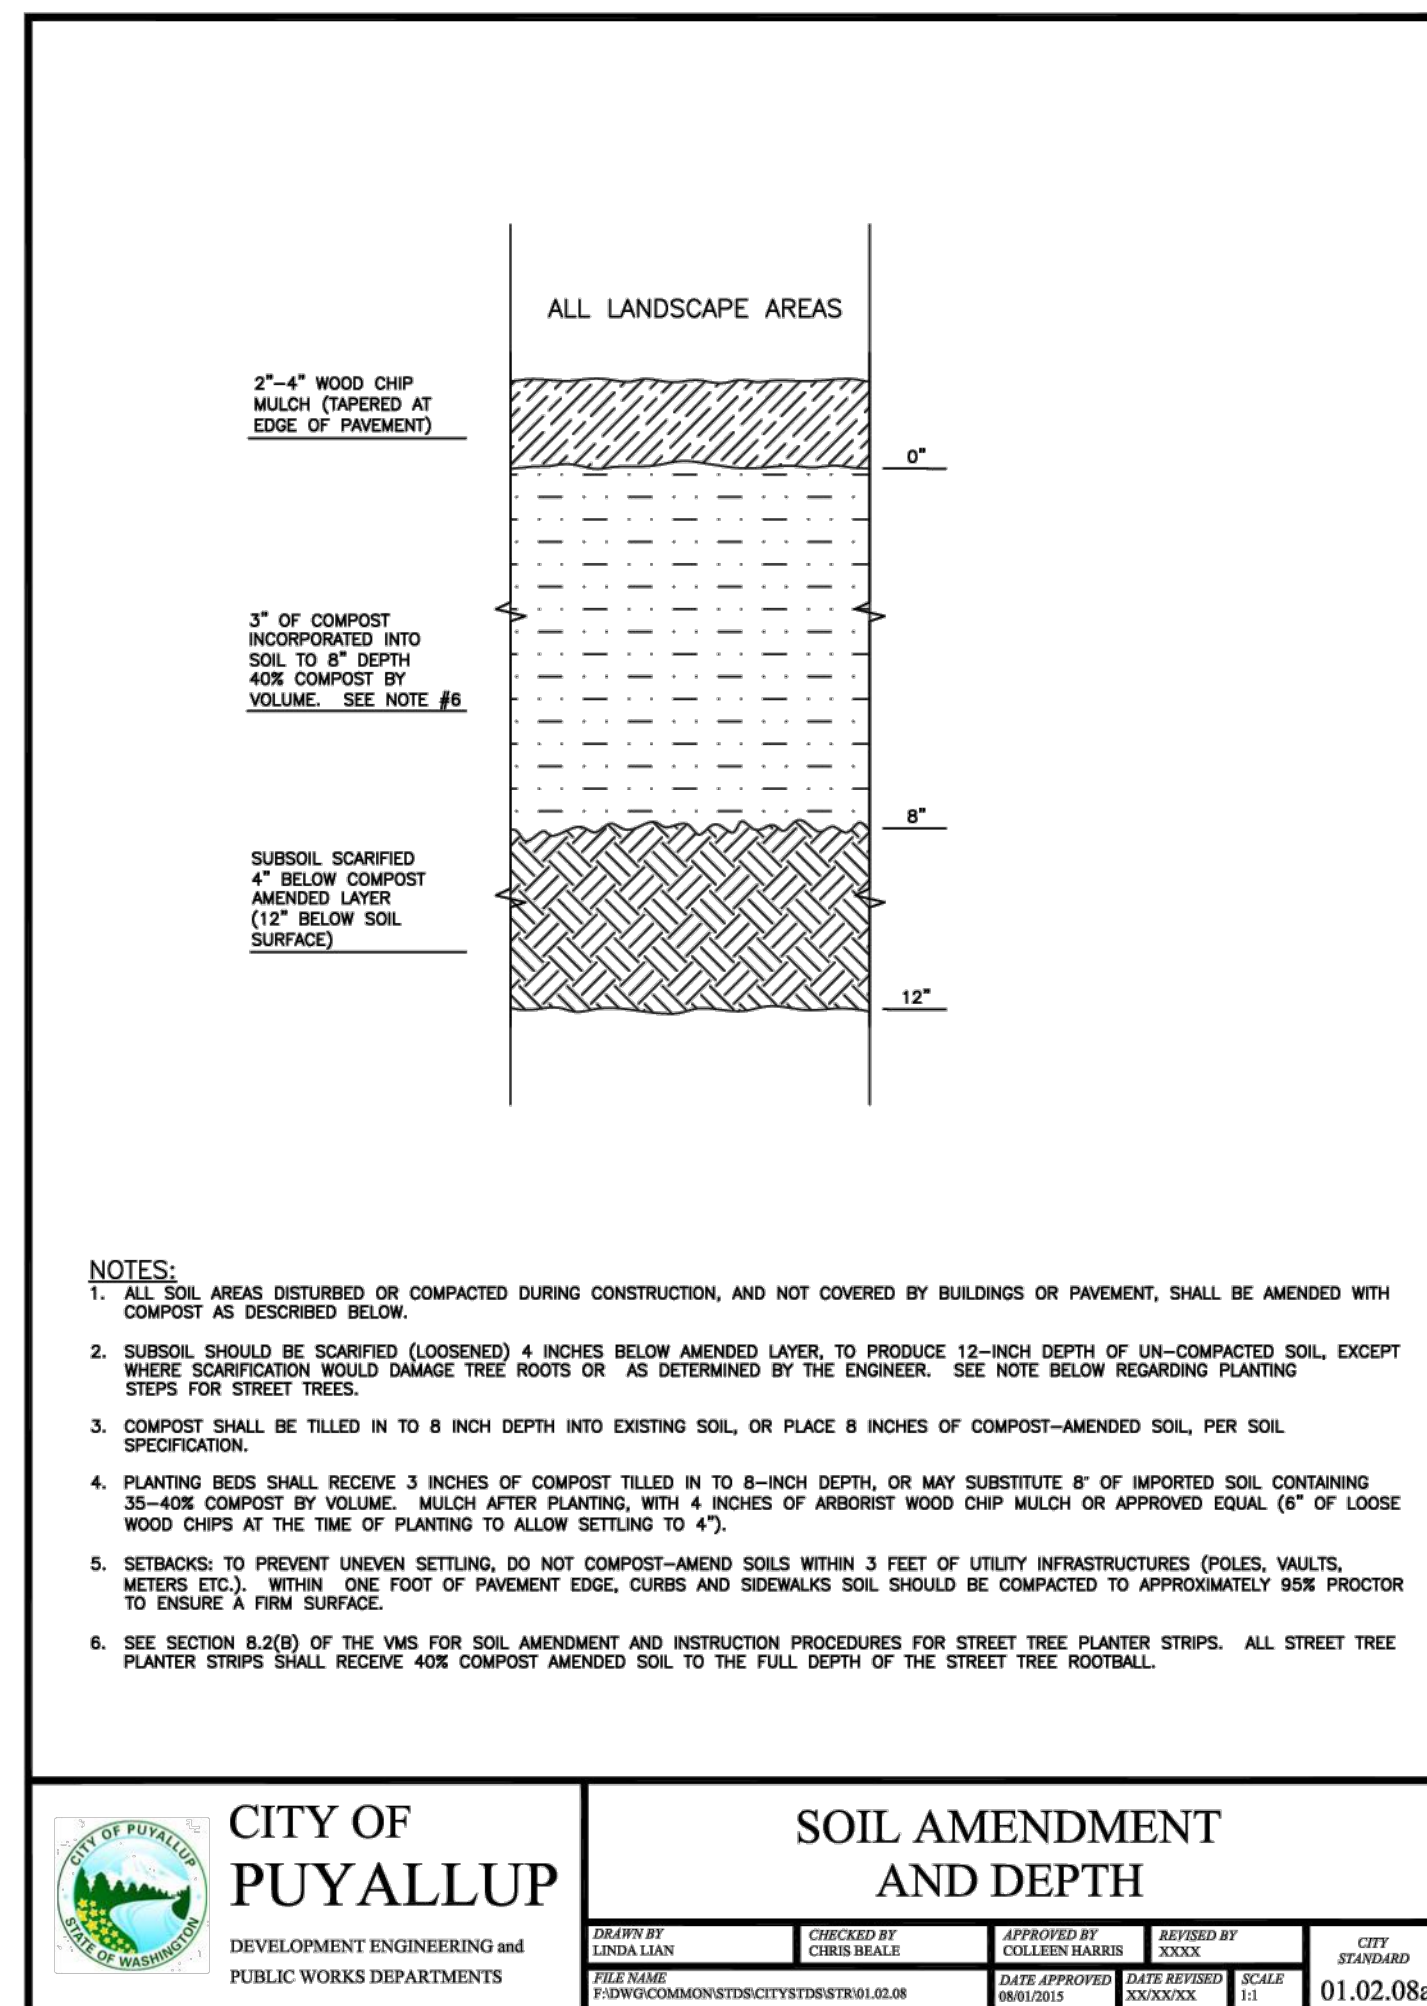 ALL LANDSCAPE AREAS
2"-4" WOOD CHIP
MULCH (TAPERED AT
EDGE OF PAVEMENT)
0"
3" OF COMPOST
INCORPORATED INTO
SOIL TO 8" DEPTH
40% COMPOST BY
VOLUME. SEE NOTE #6
8"
SUBSOIL SCARIFIED
4" BELOW COMPOST
AMENDED LAYER
(12" BELOW SOIL
SURFACE)
12"
NOTES:
1. ALL SOIL AREAS DISTURBED OR COMPACTED DURING CONSTRUCTION, AND NOT COVERED BY BUILDINGS OR PAVEMENT, SHALL BE AMENDED WITH
COMPOST AS DESCRIBED BELOW.
2. SUBSOIL SHOULD BE SCARIFIED (LOOSENED) 4 INCHES BELOW AMENDED LAYER, TO PRODUCE 12-INCH DEPTH OF UN-COMPACTED SOIL, EXCEPT
WHERE SCARIFICATION WOULD DAMAGE TREE ROOTS OR AS DETERMINED BY THE ENGINEER. SEE NOTE BELOW REGARDING PLANTING
STEPS FOR STREET TREES.
3. COMPOST SHALL BE TILLED IN TO 8 INCH DEPTH INTO EXISTING SOIL, OR PLACE 8 INCHES OF COMPOST-AMENDED SOIL, PER SOIL
SPECIFICATION.
4. PLANTING BEDS SHALL RECEIVE 3 INCHES OF COMPOST TILLED IN TO 8-INCH DEPTH, OR MAY SUBSTITUTE 8" OF IMPORTED SOIL CONTAINING
35-40% COMPOST BY VOLUME. MULCH AFTER PLANTING, WITH 4 INCHES OF ARBORIST WOOD CHIP MULCH OR APPROVED EQUAL (6" OF LOOSE
WOOD CHIPS AT THE TIME OF PLANTING TO ALLOW SETTLING TO 4").
5. SETBACKS: TO PREVENT UNEVEN SETTLING, DO NOT COMPOST-AMEND SOILS WITHIN 3 FEET OF UTILITY INFRASTRUCTURES (POLES, VAULTS,
METERS ETC.). WITHIN ONE FOOT OF PAVEMENT EDGE, CURBS AND SIDEWALKS SOIL SHOULD BE COMPACTED TO APPROXIMATELY 95% PROCTOR
TO ENSURE A FIRM SURFACE.
6. SEE SECTION 8.2(B) OF THE VMS FOR SOIL AMENDMENT AND INSTRUCTION PROCEDURES FOR STREET TREE PLANTER STRIPS. ALL STREET TREE
PLANTER STRIPS SHALL RECEIVE 40% COMPOST AMENDED SOIL TO THE FULL DEPTH OF THE STREET TREE ROOTBALL.
CITY OF PUYALLUP
STATE OF WASHINGTON
CITY OF
PUYALLUP
DEVELOPMENT ENGINEERING and
PUBLIC WORKS DEPARTMENTS
SOIL AMENDMENT
AND DEPTH
DRAWN BY
LINDA LIAN
CHECKED BY
CHRIS BEALE
APPROVED BY
COLLEEN HARRIS
REVISED BY
XXXX
CITY
STANDARD
01.02.08a
FILE NAME
F:\DWG\COMMON\STDS\CITYSTDS\STR\01.02.08
DATE APPROVED
08/01/2015
DATE REVISED
XX/XX/XX
SCALE
1:1